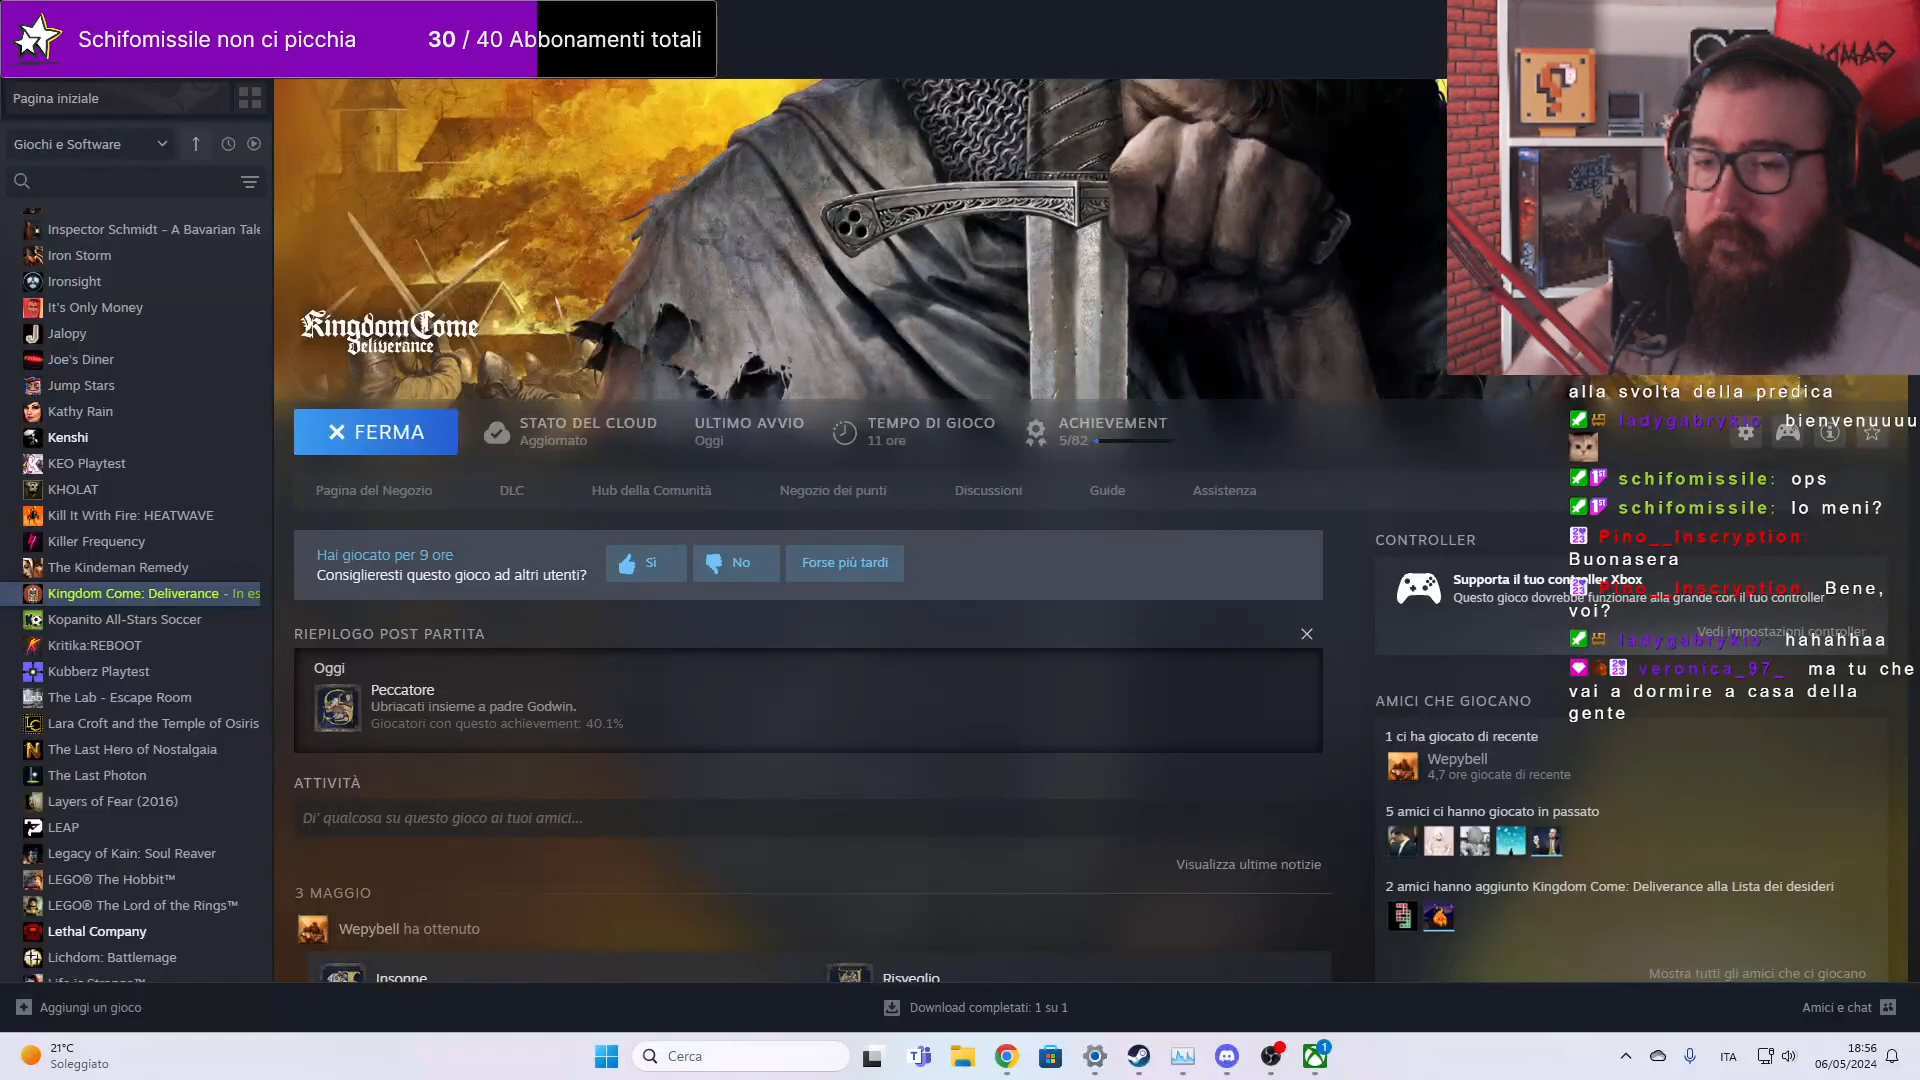 Schifomissile non ci picchia
30 / 40 Abbonamenti totali
Pagina iniziale
Giochi e Software
Inspector Schmidt - A Bavarian Tale
Iron Storm
Ironsight
It's Only Money
Jalopy
Joe's Diner
Jump Stars
Kathy Rain
Kenshi
KEO Playtest
KHOLAT
Kill It With Fire: HEATWAVE
Killer Frequency
The Kindeman Remedy
Kingdom Come: Deliverance - In es
Kopanito All-Stars Soccer
Kritika:REBOOT
Kubberz Playtest
The Lab - Escape Room
Lara Croft and the Temple of Osiris
The Last Hero of Nostalgaia
The Last Photon
Layers of Fear (2016)
LEAP
Legacy of Kain: Soul Reaver
LEGO® The Hobbit™
LEGO® The Lord of the Rings™
Lethal Company
Lichdom: Battlemage
Life is Strange™
Kingdom Come
Deliverance
FERMA
STATO DEL CLOUD
Aggiornato
ULTIMO AVVIO
Oggi
TEMPO DI GIOCO
11 ore
ACHIEVEMENT
5/82
Pagina del Negozio
DLC
Hub della Comunità
Negozio dei punti
Discussioni
Guide
Assistenza
Hai giocato per 9 ore
Consiglieresti questo gioco ad altri utenti?
Sì
No
Forse più tardi
RIEPILOGO POST PARTITA
Oggi
Peccatore
Ubriacati insieme a padre Godwin.
Giocatori con questo achievement: 40.1%
ATTIVITÀ
Di' qualcosa su questo gioco ai tuoi amici...
Visualizza ultime notizie
3 MAGGIO
Wepybell ha ottenuto
Insonne
Risveglio
CONTROLLER
Supporta il tuo controller Xbox
Questo gioco dovrebbe funzionare alla grande con il tuo controller
Vedi impostazioni controller
AMICI CHE GIOCANO
1 ci ha giocato di recente
Wepybell
4,7 ore giocate di recente
5 amici ci hanno giocato in passato
2 amici hanno aggiunto Kingdom Come: Deliverance alla Lista dei desideri
Mostra tutti gli amici che ci giocano
alla svolta della predica
ladygabrykio: bienvenuuuu
schifomissile: ops
schifomissile: lo meni?
Pino__Inscryption:
Buonasera
Pino__Inscryption: Bene,
voi?
ladygabrykio: hahahhaa
veronica_97_: ma tu che
vai a dormire a casa della
gente
Aggiungi un gioco
Download completati: 1 su 1
Amici e chat
21°C
Soleggiato
Cerca
1
ITA
18:56
06/05/2024